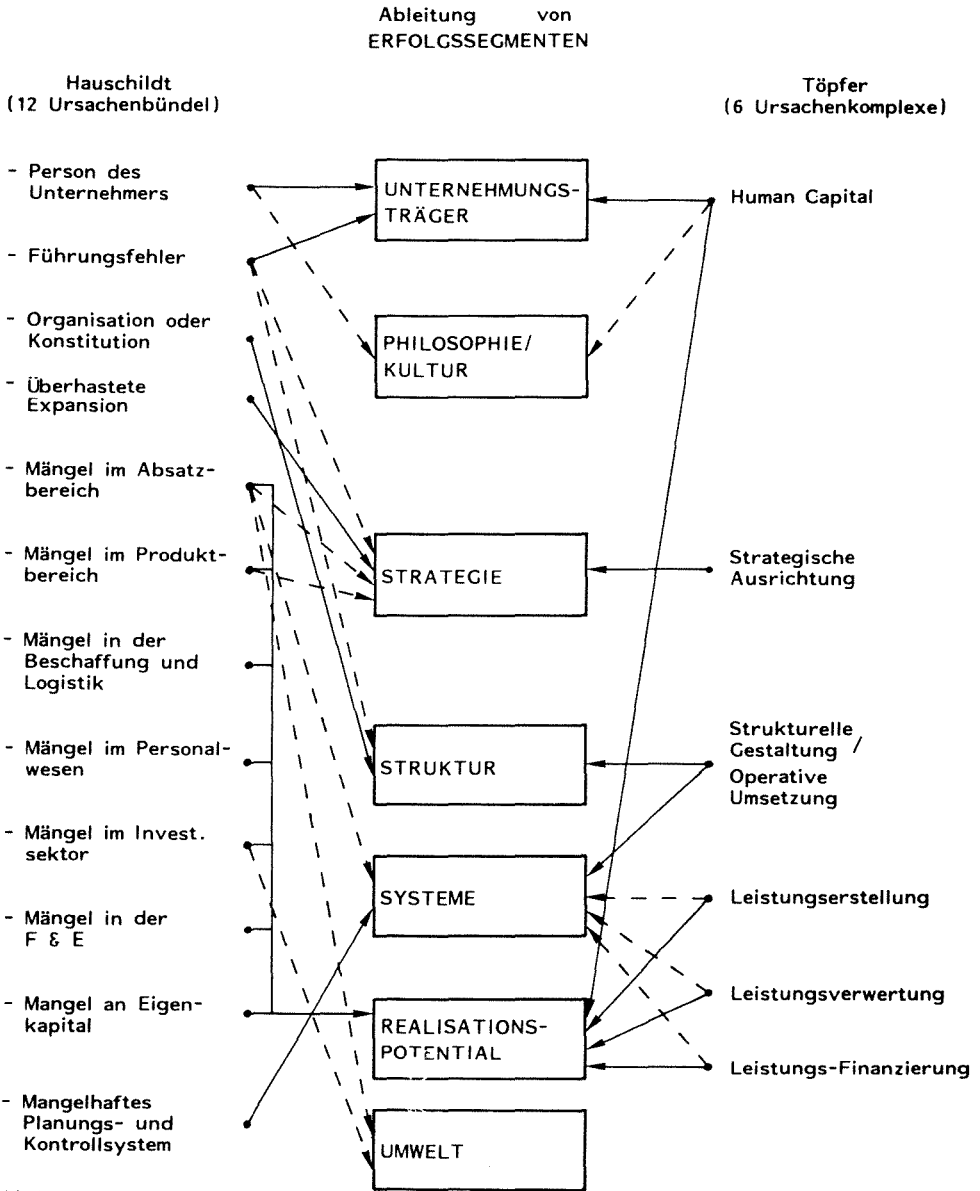 Ableitung von
ERFOLGSSEGMENTEN
Hauschildt
(12 Ursachenbündel)
- Person des
Unternehmers
- Führungsfehler
- Organisation oder
Konstitution
- Überhastete
Expansion
- Mängel im Absatz-
bereich
- Mängel im Produkt-
bereich
- Mängel in der
Beschaffung und
Logistik
- Mängel im Personal-
wesen
- Mängel im Invest.
sektor
- Mängel in der
F & E
- Mangel an Eigen-
kapital
- Mangelhaftes
Planungs- und
Kontrollsystem
UNTERNEHMUNGS-
TRÄGER
PHILOSOPHIE/
KULTUR
STRATEGIE
STRUKTUR
SYSTEME
REALISATIONS-
POTENTIAL
UMWELT
Töpfer
(6 Ursachenkomplexe)
Human Capital
Strategische
Ausrichtung
Strukturelle
Gestaltung /
Operative
Umsetzung
Leistungserstellung
Leistungsverwertung
Leistungs-Finanzierung